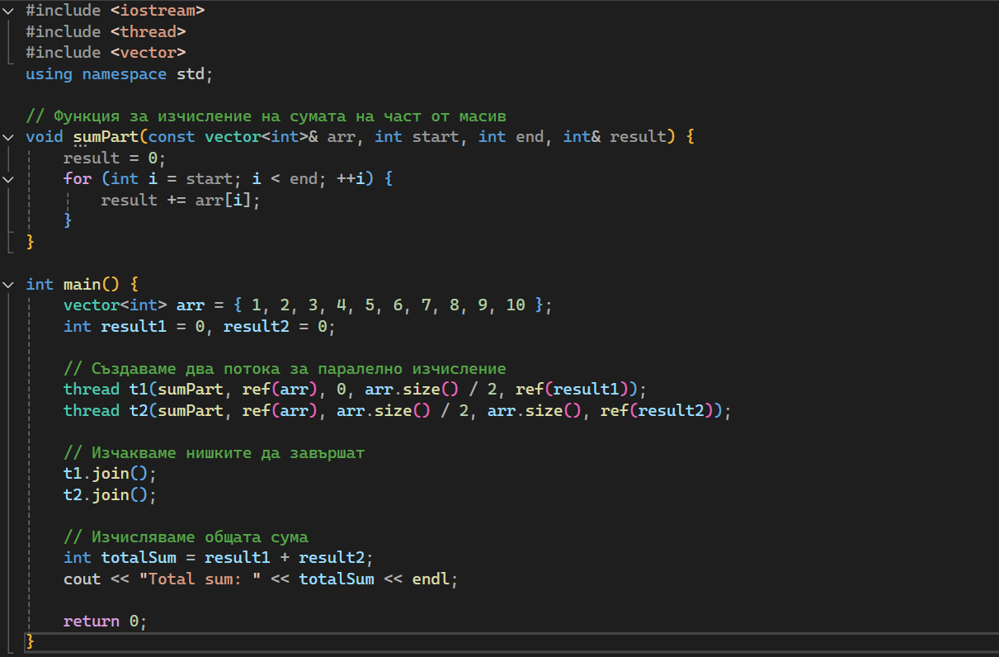 #include <iostream>
#include <thread>
#include <vector>
using namespace std;
// Функция за изчисление на сумата на част от масив
void sumPart(const vector<int>& arr, int start, int end, int& result) {
    result = 0;
    for (int i = start; i < end; ++i) {
        result += arr[i];
    }
}
int main() {
    vector<int> arr = { 1, 2, 3, 4, 5, 6, 7, 8, 9, 10 };
    int result1 = 0, result2 = 0;
    // Създаваме два потока за паралелно изчисление
    thread t1(sumPart, ref(arr), 0, arr.size() / 2, ref(result1));
    thread t2(sumPart, ref(arr), arr.size() / 2, arr.size(), ref(result2));
    // Изчакваме нишките да завършат
    t1.join();
    t2.join();
    // Изчисляваме общата сума
    int totalSum = result1 + result2;
    cout << "Total sum: " << totalSum << endl;
    return 0;
}